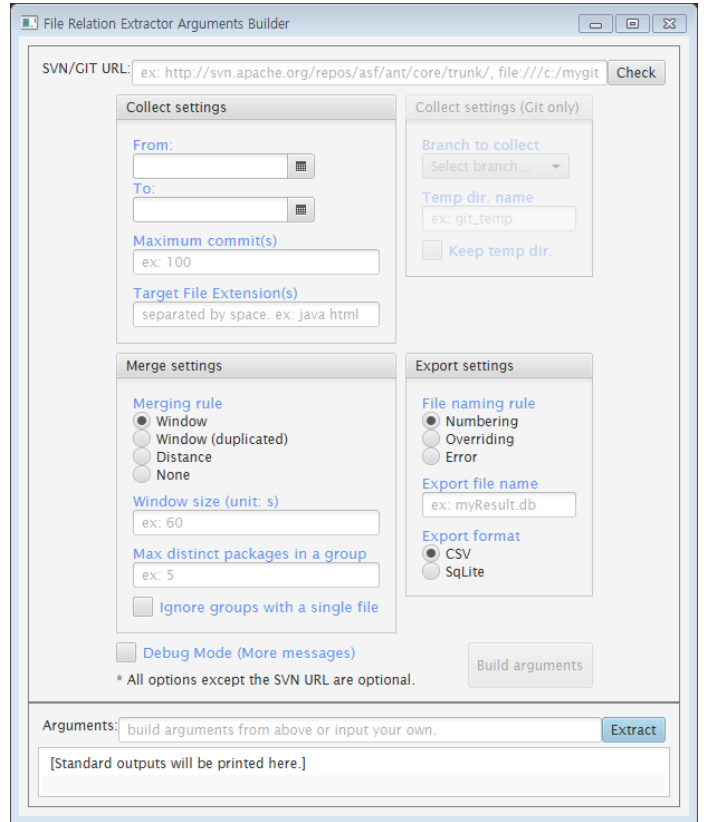 File Relation Extractor Arguments Builder
SVN/GIT URL: ex: http://svn.apache.org/repos/asf/ant/core/trunk/, file:///c:/mygit Check
Collect settings
From:
To:
Maximum commit(s)
ex: 100
Target File Extension(s)
separated by space. ex: java html
Collect settings (Git only)
Branch to collect
Select branch...
Temp dir. name
ex: git_temp
Keep temp dir.
Merge settings
Merging rule
Window
Window (duplicated)
Distance
None
Window size (unit: s)
ex: 60
Max distinct packages in a group
ex: 5
Ignore groups with a single file
Export settings
File naming rule
Numbering
Overriding
Error
Export file name
ex: myResult.db
Export format
CSV
SqLite
Debug Mode (More messages)
* All options except the SVN URL are optional.
Build arguments
Arguments: build arguments from above or input your own. Extract
[Standard outputs will be printed here.]